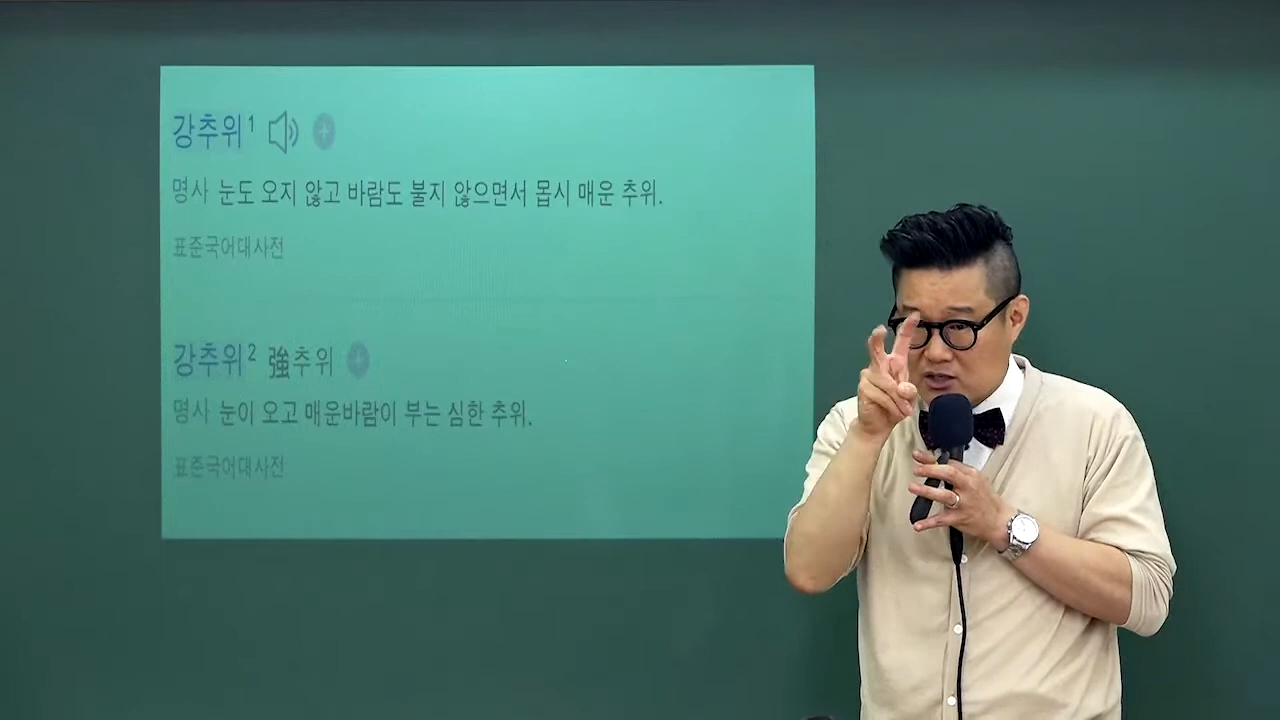 강추위¹
명사 눈도 오지 않고 바람도 불지 않으면서 몹시 매운 추위.
표준국어대사전
강추위² 強추위
명사 눈이 오고 매운바람이 부는 심한 추위.
표준국어대사전